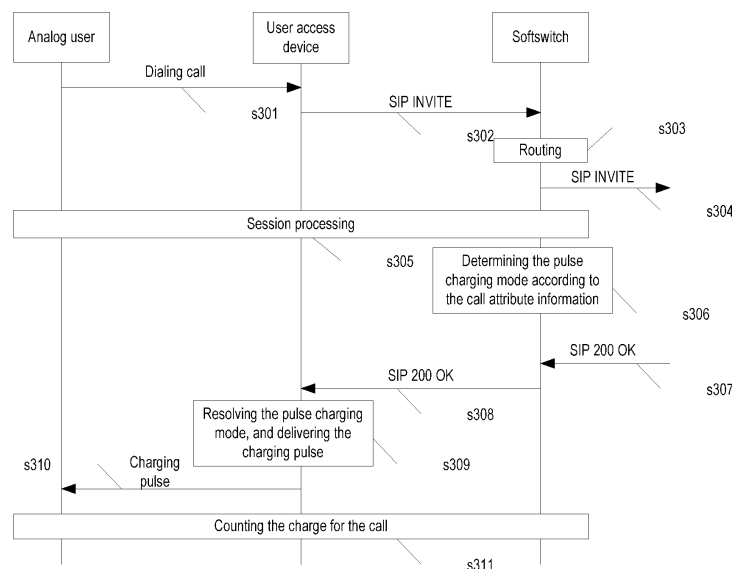 Analog user
User access
device
Softswitch
Dialing call
s301
SIP INVITE
s302
Routing
s303
SIP INVITE
s304
Session processing
s305
Determining the pulse
charging mode according to
the call attribute information
s306
SIP 200 OK
s307
SIP 200 OK
s308
Resolving the pulse charging
mode, and delivering the
charging pulse
s309
s310
Charging
pulse
Counting the charge for the call
s311